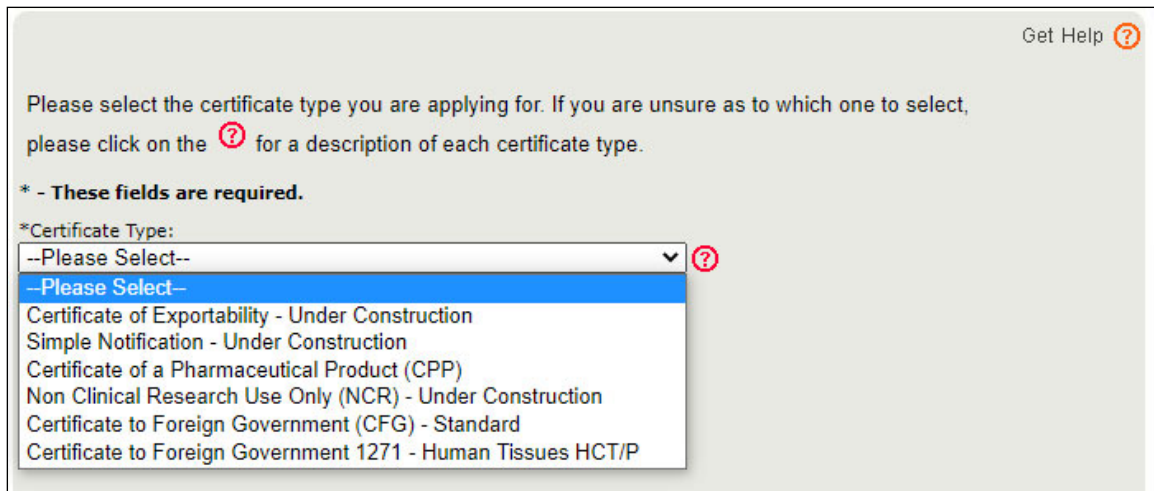 Get Help ?
Please select the certificate type you are applying for. If you are unsure as to which one to select,
please click on the ? for a description of each certificate type.
* - These fields are required.
*Certificate Type:
--Please Select-- ?
--Please Select--
Certificate of Exportability - Under Construction
Simple Notification - Under Construction
Certificate of a Pharmaceutical Product (CPP)
Non Clinical Research Use Only (NCR) - Under Construction
Certificate to Foreign Government (CFG) - Standard
Certificate to Foreign Government 1271 - Human Tissues HCT/P